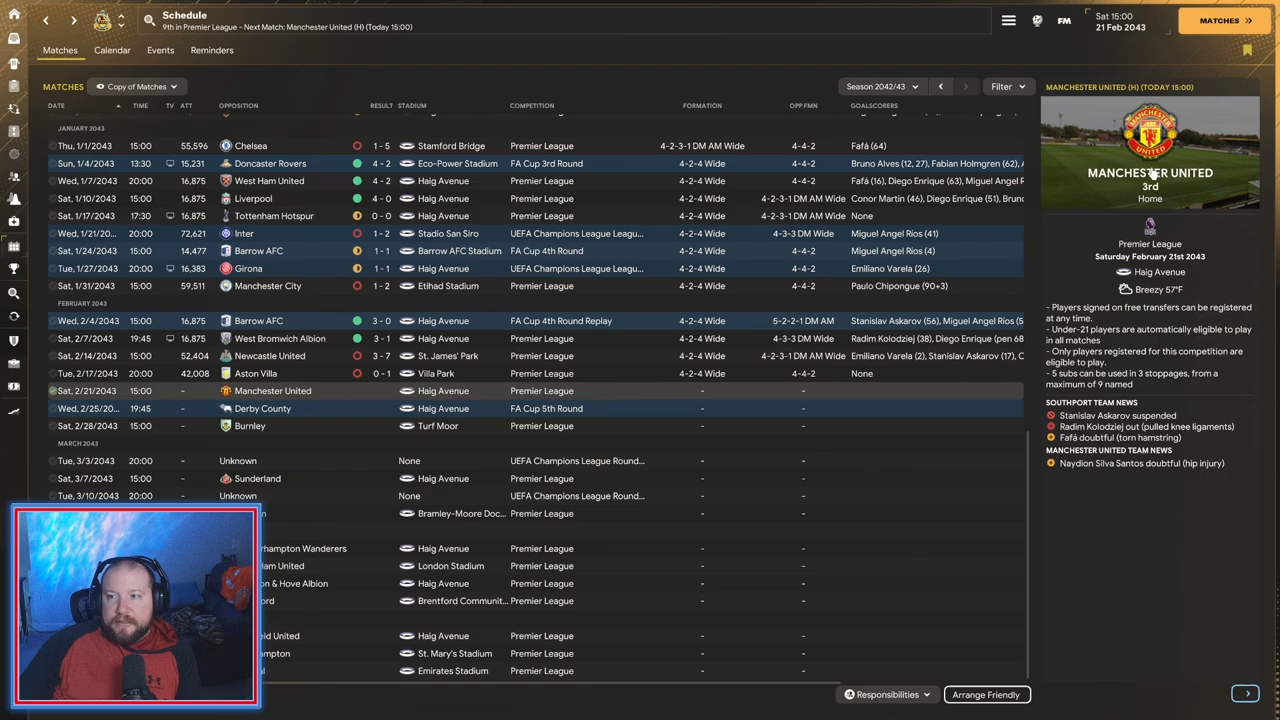 Schedule
9th in Premier League - Next Match: Manchester United (H) (Today 15:00)
FM
Sat 15:00
21 Feb 2043
MATCHES
Matches Calendar Events Reminders
MATCHES Copy of Matches Season 2042/43 Filter
DATE TIME TV ATT OPPOSITION RESULT STADIUM COMPETITION FORMATION OPP FMN GOALSCORERS
JANUARY 2043
Thu, 1/1/2043 15:00 55,596 Chelsea 1 - 5 Stamford Bridge Premier League 4-2-3-1 DM AM Wide 4-4-2 Fafá (64)
Sun, 1/4/2043 13:30 15,231 Doncaster Rovers 4 - 2 Eco-Power Stadium FA Cup 3rd Round 4-2-4 Wide 4-4-2 Bruno Alves (12, 27), Fabian Holmgren (62), A
Wed, 1/7/2043 20:00 16,875 West Ham United 4 - 2 Haig Avenue Premier League 4-2-4 Wide 4-4-2 Fafá (16), Diego Enrique (63), Miguel Angel R
Sat, 1/10/2043 15:00 16,875 Liverpool 4 - 0 Haig Avenue Premier League 4-2-4 Wide 4-2-3-1 DM AM Wide Conor Martin (46), Diego Enrique (51), Brunc
Sat, 1/17/2043 17:30 16,875 Tottenham Hotspur 0 - 0 Haig Avenue Premier League 4-2-4 Wide 4-2-3-1 DM AM Wide None
Wed, 1/21/20... 20:00 72,621 Inter 1 - 2 Stadio San Siro UEFA Champions League Leagu... 4-2-4 Wide 4-3-3 DM Wide Miguel Angel Rios (41)
Sat, 1/24/2043 15:00 14,477 Barrow AFC 1 - 1 Barrow AFC Stadium FA Cup 4th Round 4-2-4 Wide 4-4-2 Miguel Angel Rios (4)
Tue, 1/27/2043 20:00 16,383 Girona 1 - 1 Haig Avenue UEFA Champions League Leagu... 4-2-4 Wide 4-4-2 Emiliano Varela (26)
Sat, 1/31/2043 15:00 59,511 Manchester City 1 - 2 Etihad Stadium Premier League 4-2-4 Wide 4-4-2 Paulo Chipongue (90+3)
FEBRUARY 2043
Wed, 2/4/2043 15:00 16,875 Barrow AFC 3 - 0 Haig Avenue FA Cup 4th Round Replay 4-2-4 Wide 5-2-2-1 DM AM Stanislav Askarov (56), Miguel Angel Rios (5
Sat, 2/7/2043 19:45 16,875 West Bromwich Albion 3 - 1 Haig Avenue Premier League 4-2-4 Wide 4-3-3 DM Wide Radim Kolodziej (38), Diego Enrique (pen 68
Sat, 2/14/2043 15:00 52,404 Newcastle United 3 - 7 St. James' Park Premier League 4-2-4 Wide 4-2-3-1 DM AM Wide Emiliano Varela (2), Stanislav Askarov (17), C
Tue, 2/17/2043 20:00 42,008 Aston Villa 0 - 1 Villa Park Premier League 4-2-4 Wide 4-4-2 None
Sat, 2/21/2043 15:00 - Manchester United Haig Avenue Premier League - -
Wed, 2/25/20... 19:45 - Derby County Haig Avenue FA Cup 5th Round - -
Sat, 2/28/2043 15:00 - Burnley Turf Moor Premier League - -
MARCH 2043
Tue, 3/3/2043 20:00 - Unknown None UEFA Champions League Round... - -
Sat, 3/7/2043 15:00 - Sunderland Haig Avenue Premier League - -
Tue, 3/10/2043 20:00 - Unknown None UEFA Champions League Round... - -
n Bramley-Moore Doc... Premier League - -
rhampton Wanderers Haig Avenue Premier League - -
am United London Stadium Premier League - -
on & Hove Albion Haig Avenue Premier League - -
ord Brentford Communit... Premier League - -
eld United Haig Avenue Premier League - -
ampton St. Mary's Stadium Premier League - -
al Emirates Stadium Premier League - -
Responsibilities Arrange Friendly
MANCHESTER UNITED (H) (TODAY 15:00)
MANCHESTER UNITED
MANCHESTER UNITED
3rd
Home
Premier League
Saturday February 21st 2043
Haig Avenue
Breezy 57°F
- Players signed on free transfers can be registered
at any time.
- Under-21 players are automatically eligible to play
in all matches
- Only players registered for this competition are
eligible to play.
- 5 subs can be used in 3 stoppages, from a
maximum of 9 named
SOUTHPORT TEAM NEWS
Stanislav Askarov suspended
Radim Kolodziej out (pulled knee ligaments)
Fafá doubtful (torn hamstring)
MANCHESTER UNITED TEAM NEWS
Naydion Silva Santos doubtful (hip injury)